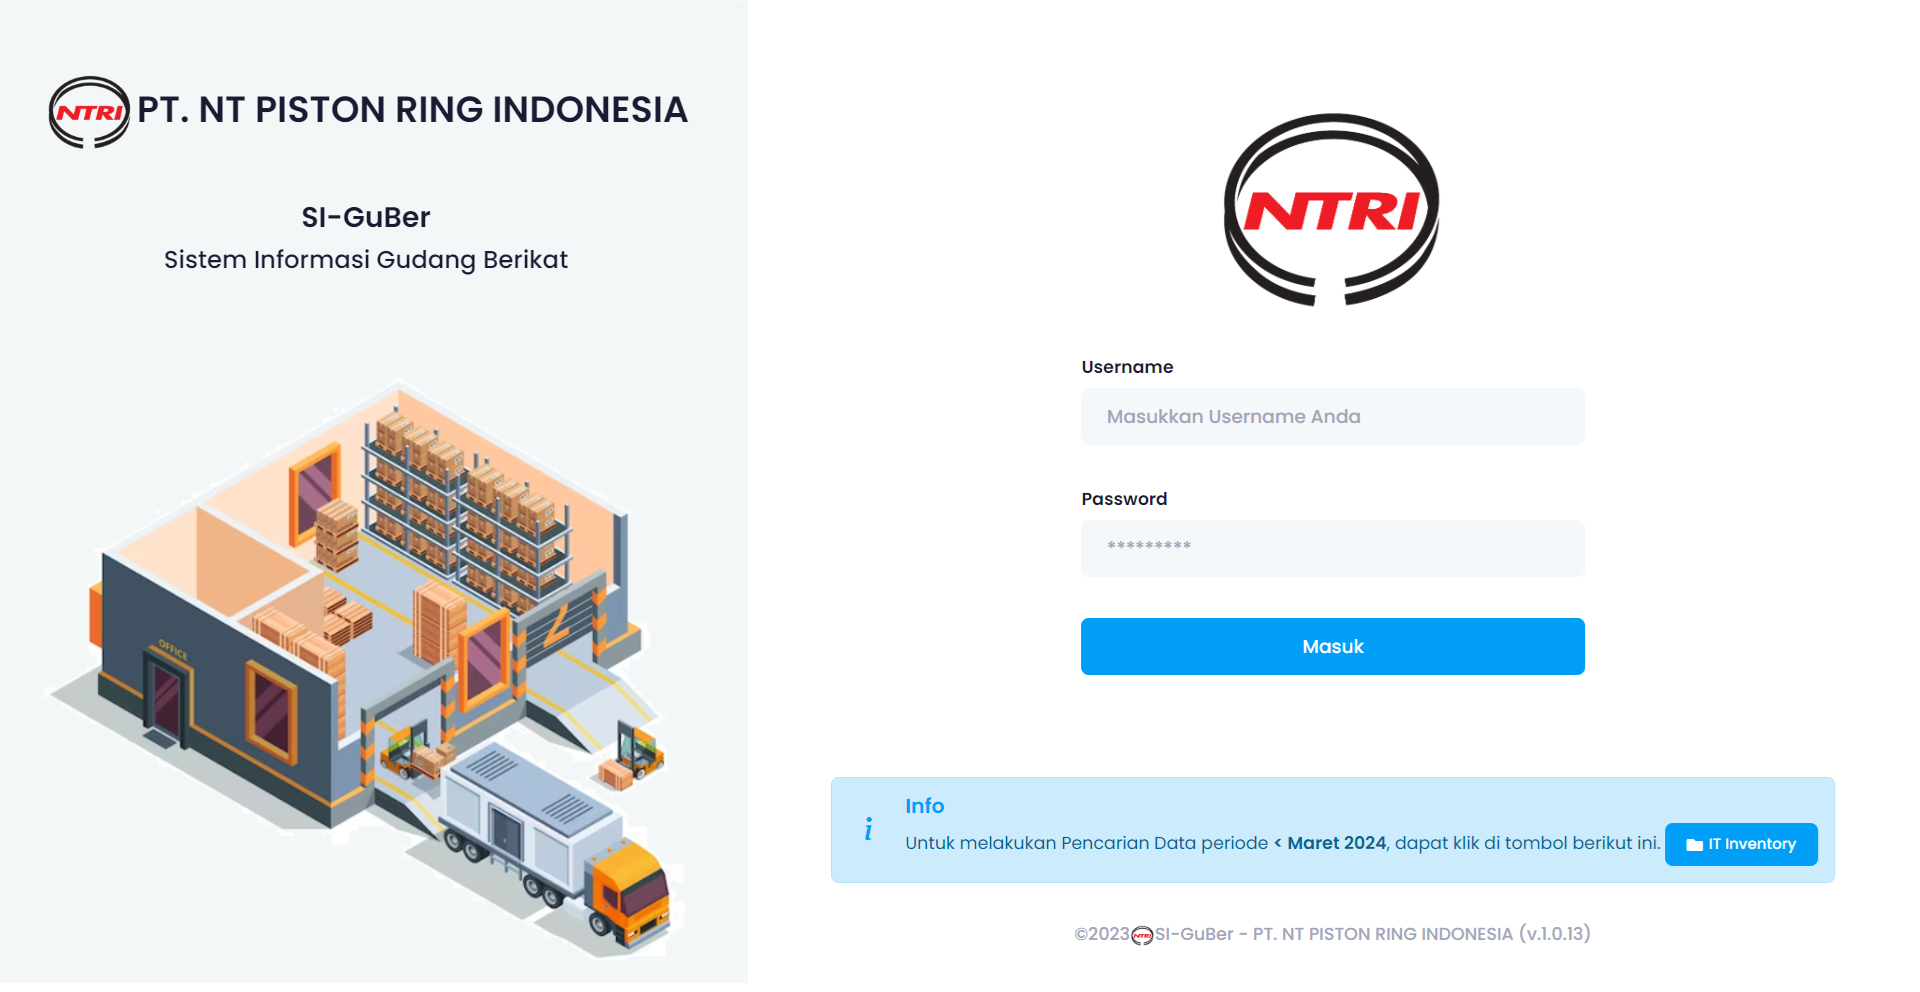 NTRI PT. NT PISTON RING INDONESIA
SI-GuBer
Sistem Informasi Gudang Berikat
OFFICE
NTRI
Username
Masukkan Username Anda
Password
*********
Masuk
Info
Untuk melakukan Pencarian Data periode < Maret 2024, dapat klik di tombol berikut ini. IT Inventory
©2023 NTRI SI-GuBer - PT. NT PISTON RING INDONESIA (v.1.0.13)